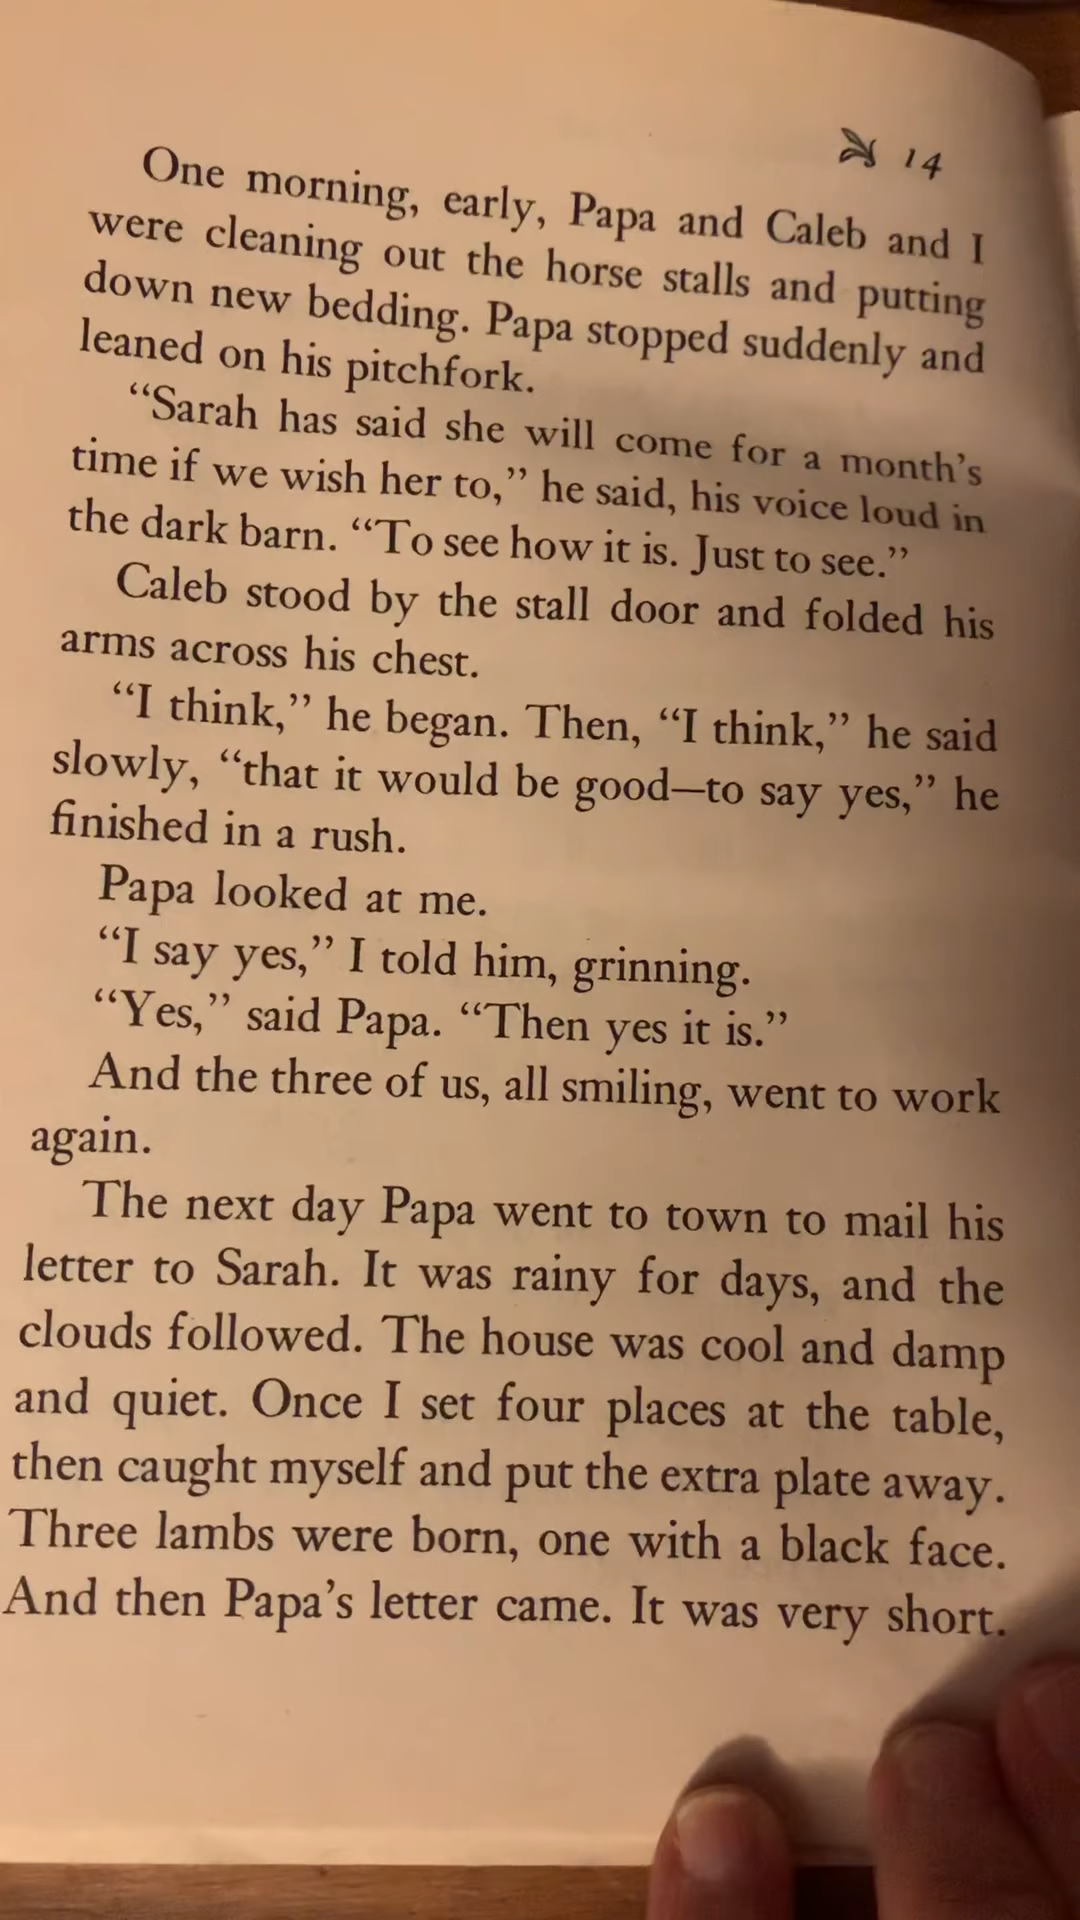 14
One morning, early, Papa and Caleb and I
were cleaning out the horse stalls and putting
down new bedding. Papa stopped suddenly and
leaned on his pitchfork.
“Sarah has said she will come for a month’s
time if we wish her to,” he said, his voice loud in
the dark barn. “To see how it is. Just to see.”
Caleb stood by the stall door and folded his
arms across his chest.
“I think,” he began. Then, “I think,” he said
slowly, “that it would be good—to say yes,” he
finished in a rush.
Papa looked at me.
“I say yes,” I told him, grinning.
“Yes,” said Papa. “Then yes it is.”
And the three of us, all smiling, went to work
again.
The next day Papa went to town to mail his
letter to Sarah. It was rainy for days, and the
clouds followed. The house was cool and damp
and quiet. Once I set four places at the table,
then caught myself and put the extra plate away.
Three lambs were born, one with a black face.
And then Papa’s letter came. It was very short.